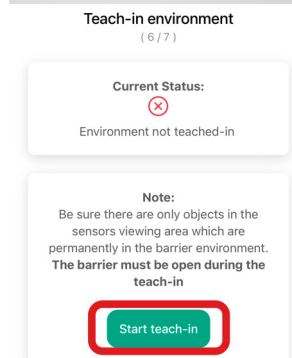 Teach-in environment
(6/7)
Current Status:
Environment not teached-in
Note:
Be sure there are only objects in the
sensors viewing area which are
permanently in the barrier environment.
The barrier must be open during the
teach-in
Start teach-in